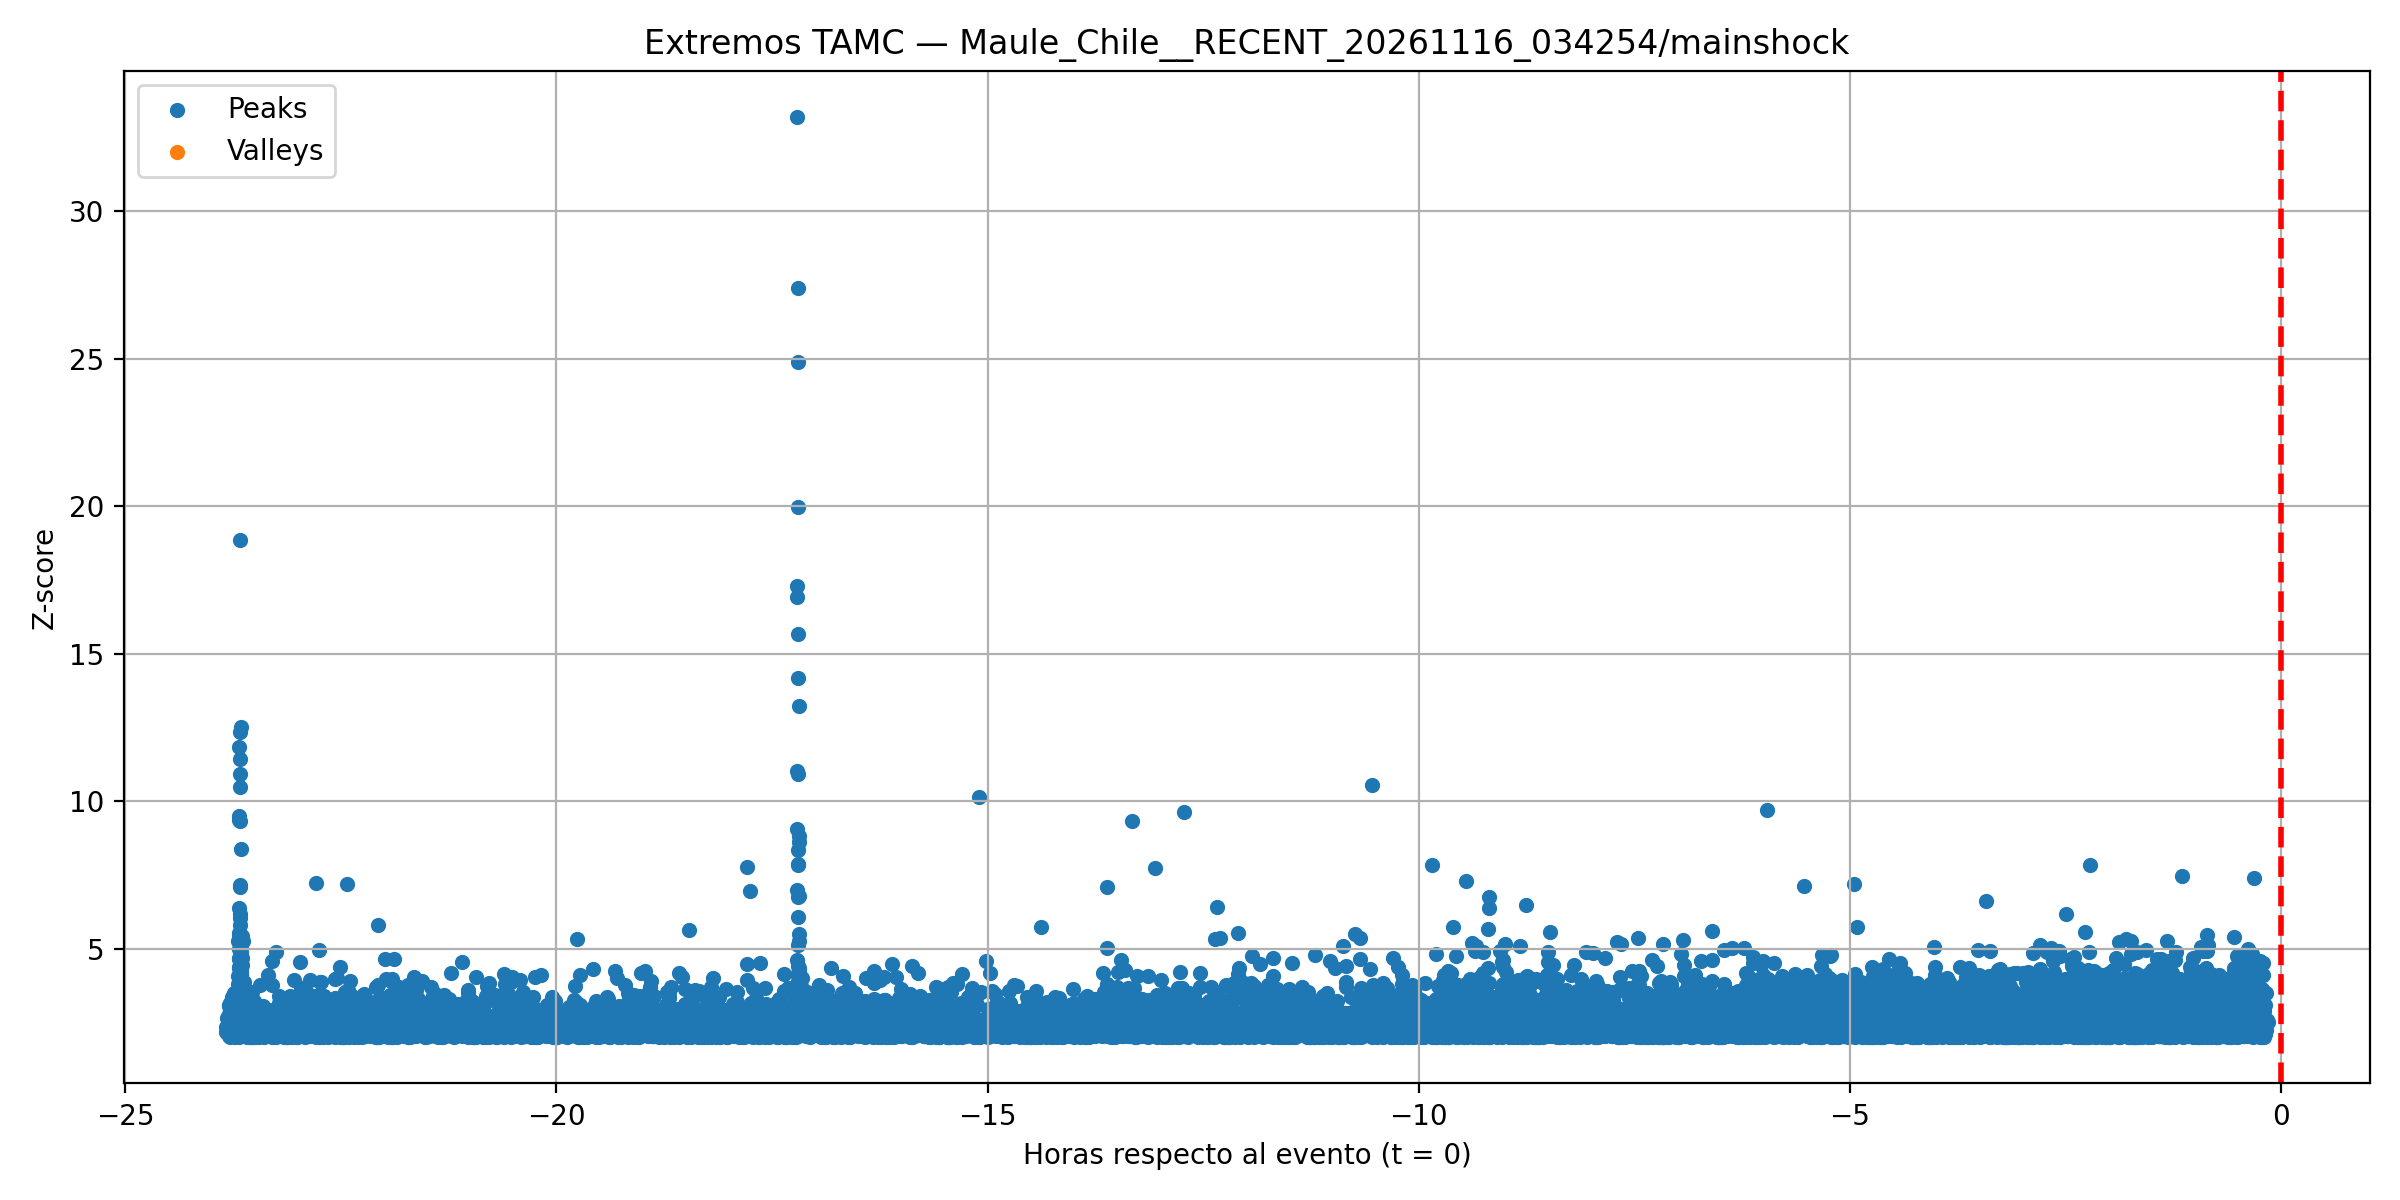 Extremos TAMC — Maule_Chile__RECENT_20261116_034254/mainshock
Peaks
Valleys
Z-score
30
25
20
15
10
5
−25
−20
−15
−10
−5
0
Horas respecto al evento (t = 0)